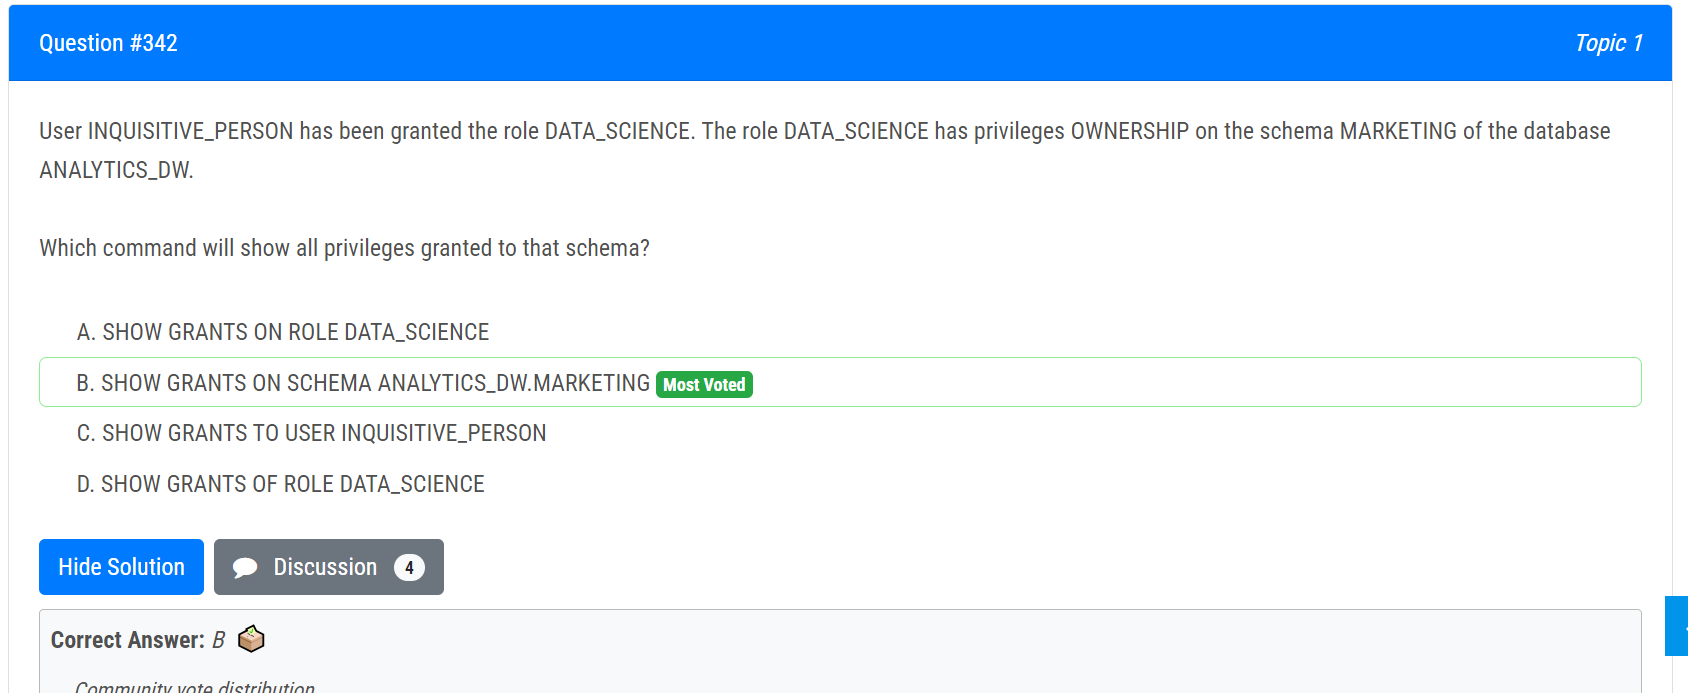 Question #342
Topic 1
User INQUISITIVE_PERSON has been granted the role DATA_SCIENCE. The role DATA_SCIENCE has privileges OWNERSHIP on the schema MARKETING of the database
ANALYTICS_DW.
Which command will show all privileges granted to that schema?
A. SHOW GRANTS ON ROLE DATA_SCIENCE
B. SHOW GRANTS ON SCHEMA ANALYTICS_DW.MARKETING Most Voted
C. SHOW GRANTS TO USER INQUISITIVE_PERSON
D. SHOW GRANTS OF ROLE DATA_SCIENCE
Hide Solution Discussion 4
Correct Answer: B
Community vote distribution